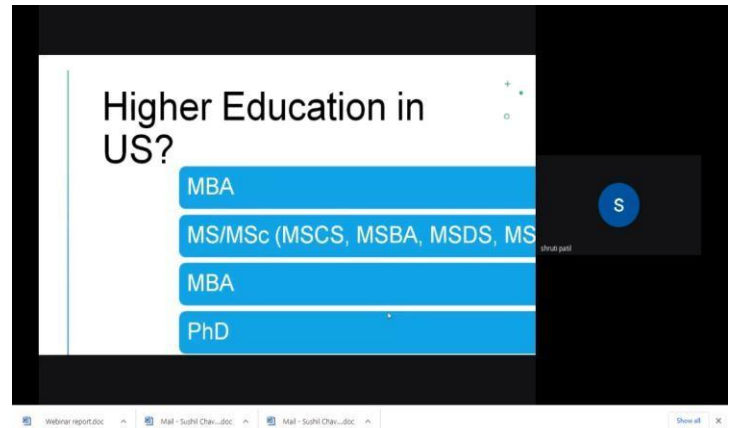 Higher Education in
US?
MBA
MS/MSc (MSCS, MSBA, MSDS, MS
MBA
PhD
S
shruti patil
Webinar report.doc
Mail - Sushil Chav....doc
Mail - Sushil Chav....doc
Show all